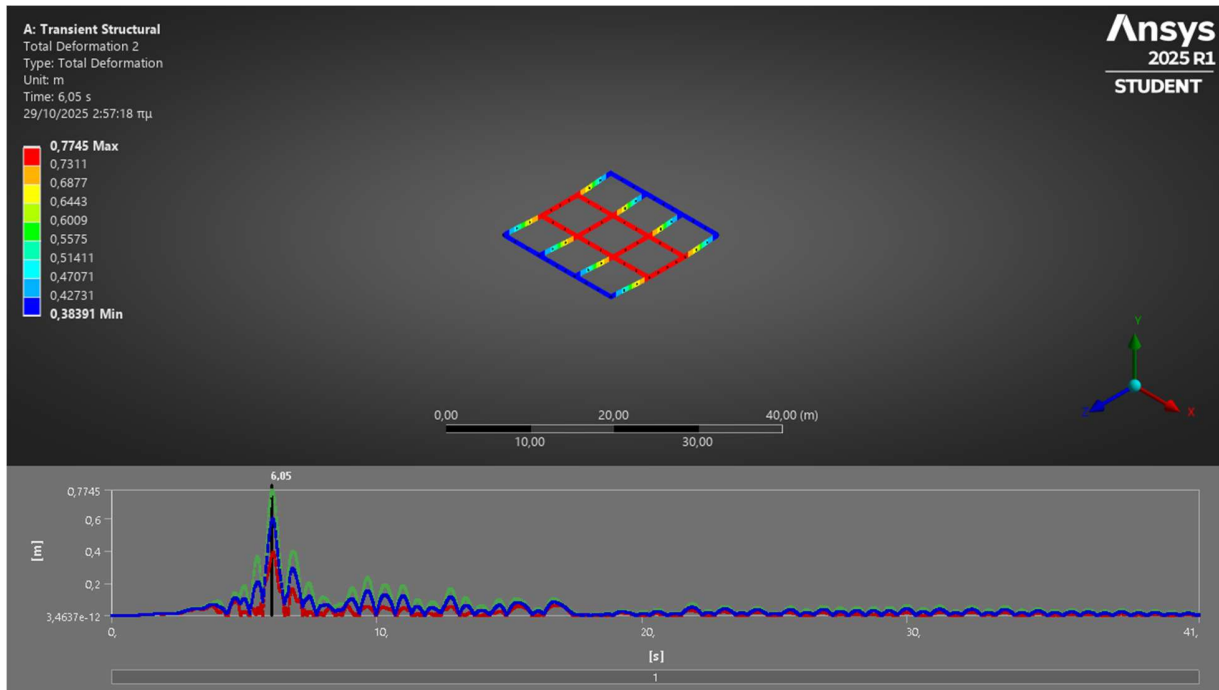 A: Transient Structural
Total Deformation 2
Type: Total Deformation
Unit: m
Time: 6,05 s
29/10/2025 2:57:18 πμ
Ansys
2025 R1
STUDENT
0,7745 Max
0,7311
0,6877
0,6443
0,6009
0,5575
0,51411
0,47071
0,42731
0,38391 Min
Y
Z
X
0,00 20,00 40,00 (m)
10,00 30,00
6,05
0,7745
0,6
0,4
0,2
3,4637e-12
[m]
0, 10, 20, 30, 41,
[s]
1